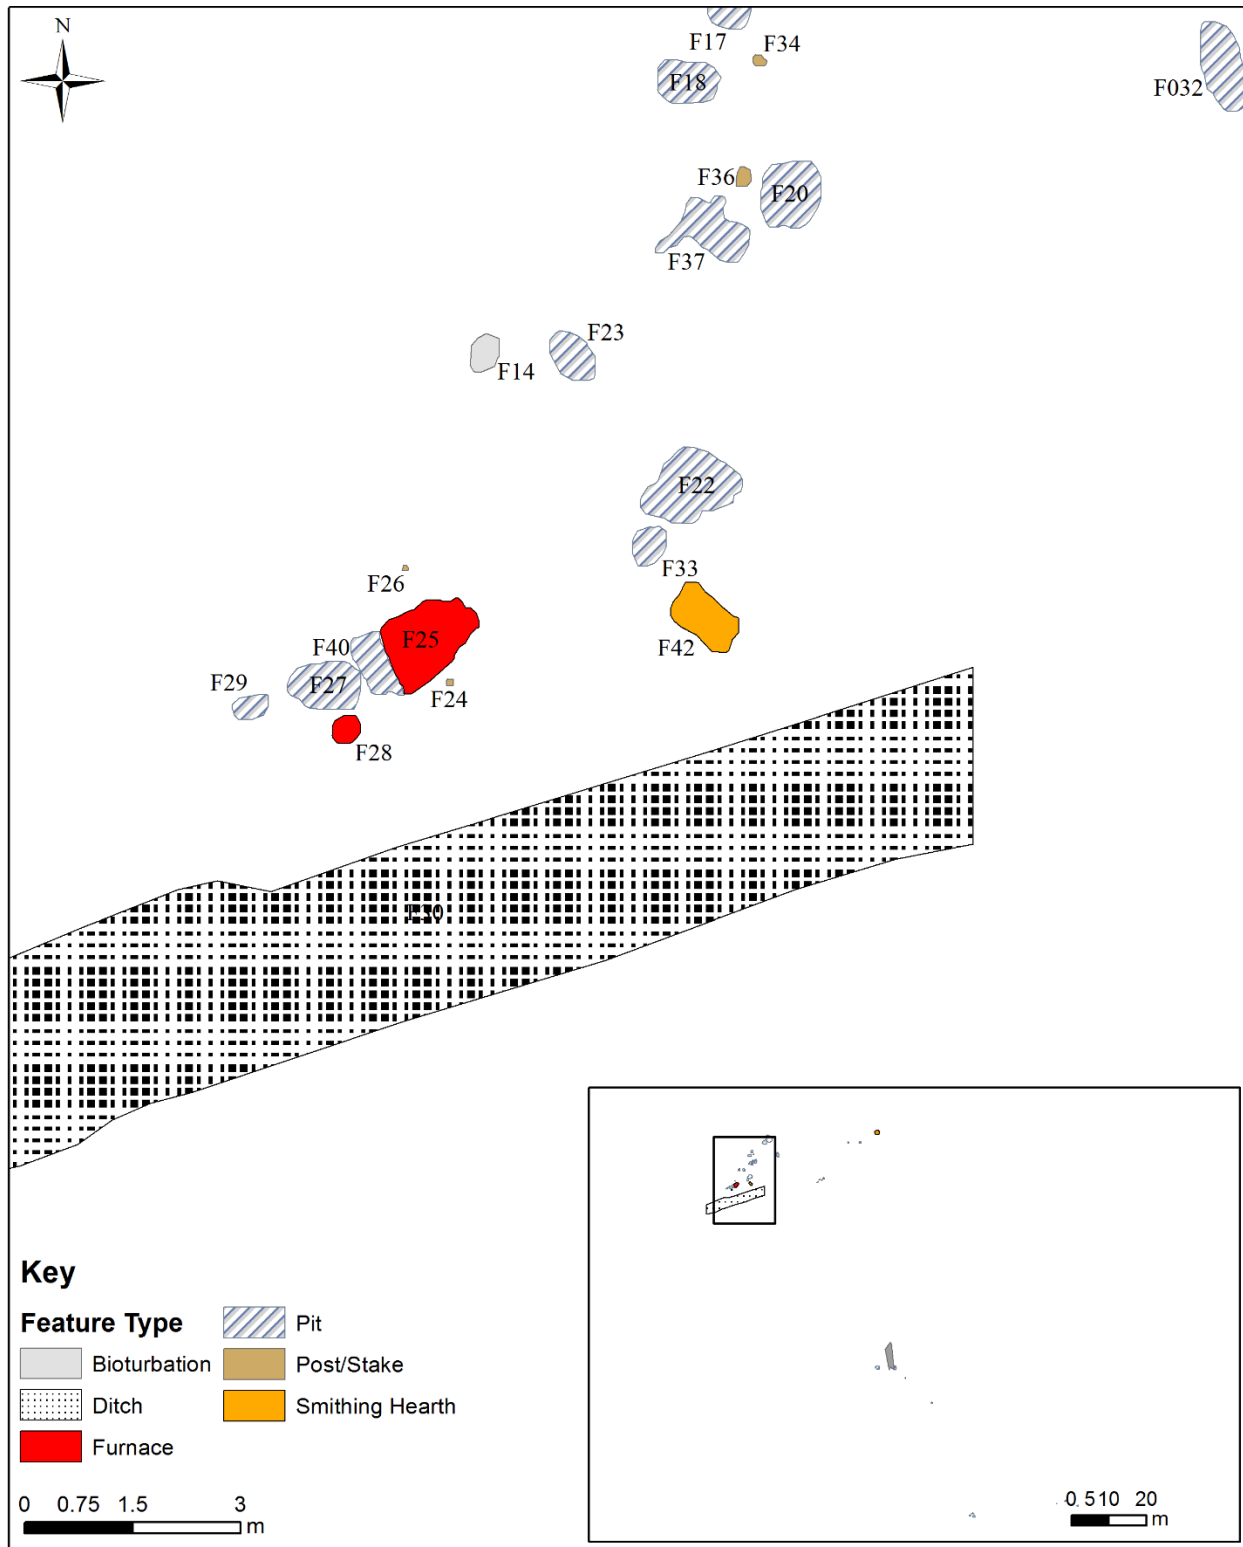 N
F17
F34
F18
F032
F36
F20
F37
F23
F14
F22
F33
F26
F25
F40
F42
F29
F27
F24
F28
F30
Key
Feature Type
Pit
Bioturbation
Post/Stake
Ditch
Smithing Hearth
Furnace
0 0.75 1.5 3
m
0 510 20
m